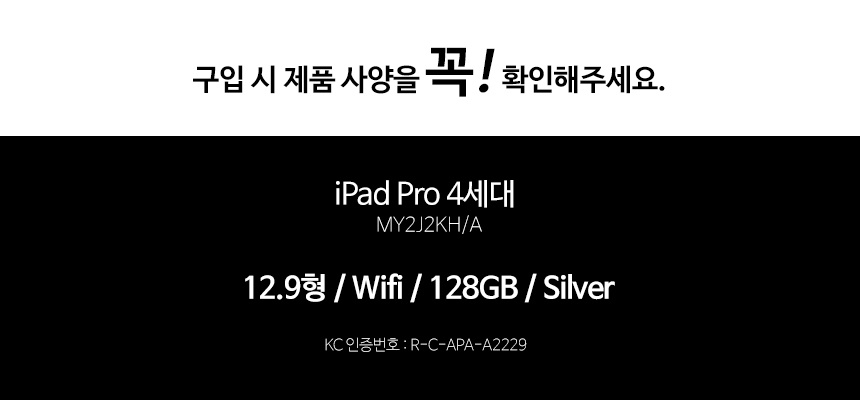 구입 시 제품 사양을 꼭! 확인해주세요.
iPad Pro 4세대
MY2J2KH/A
12.9형 / Wifi / 128GB / Silver
KC 인증번호 : R-C-APA-A2229